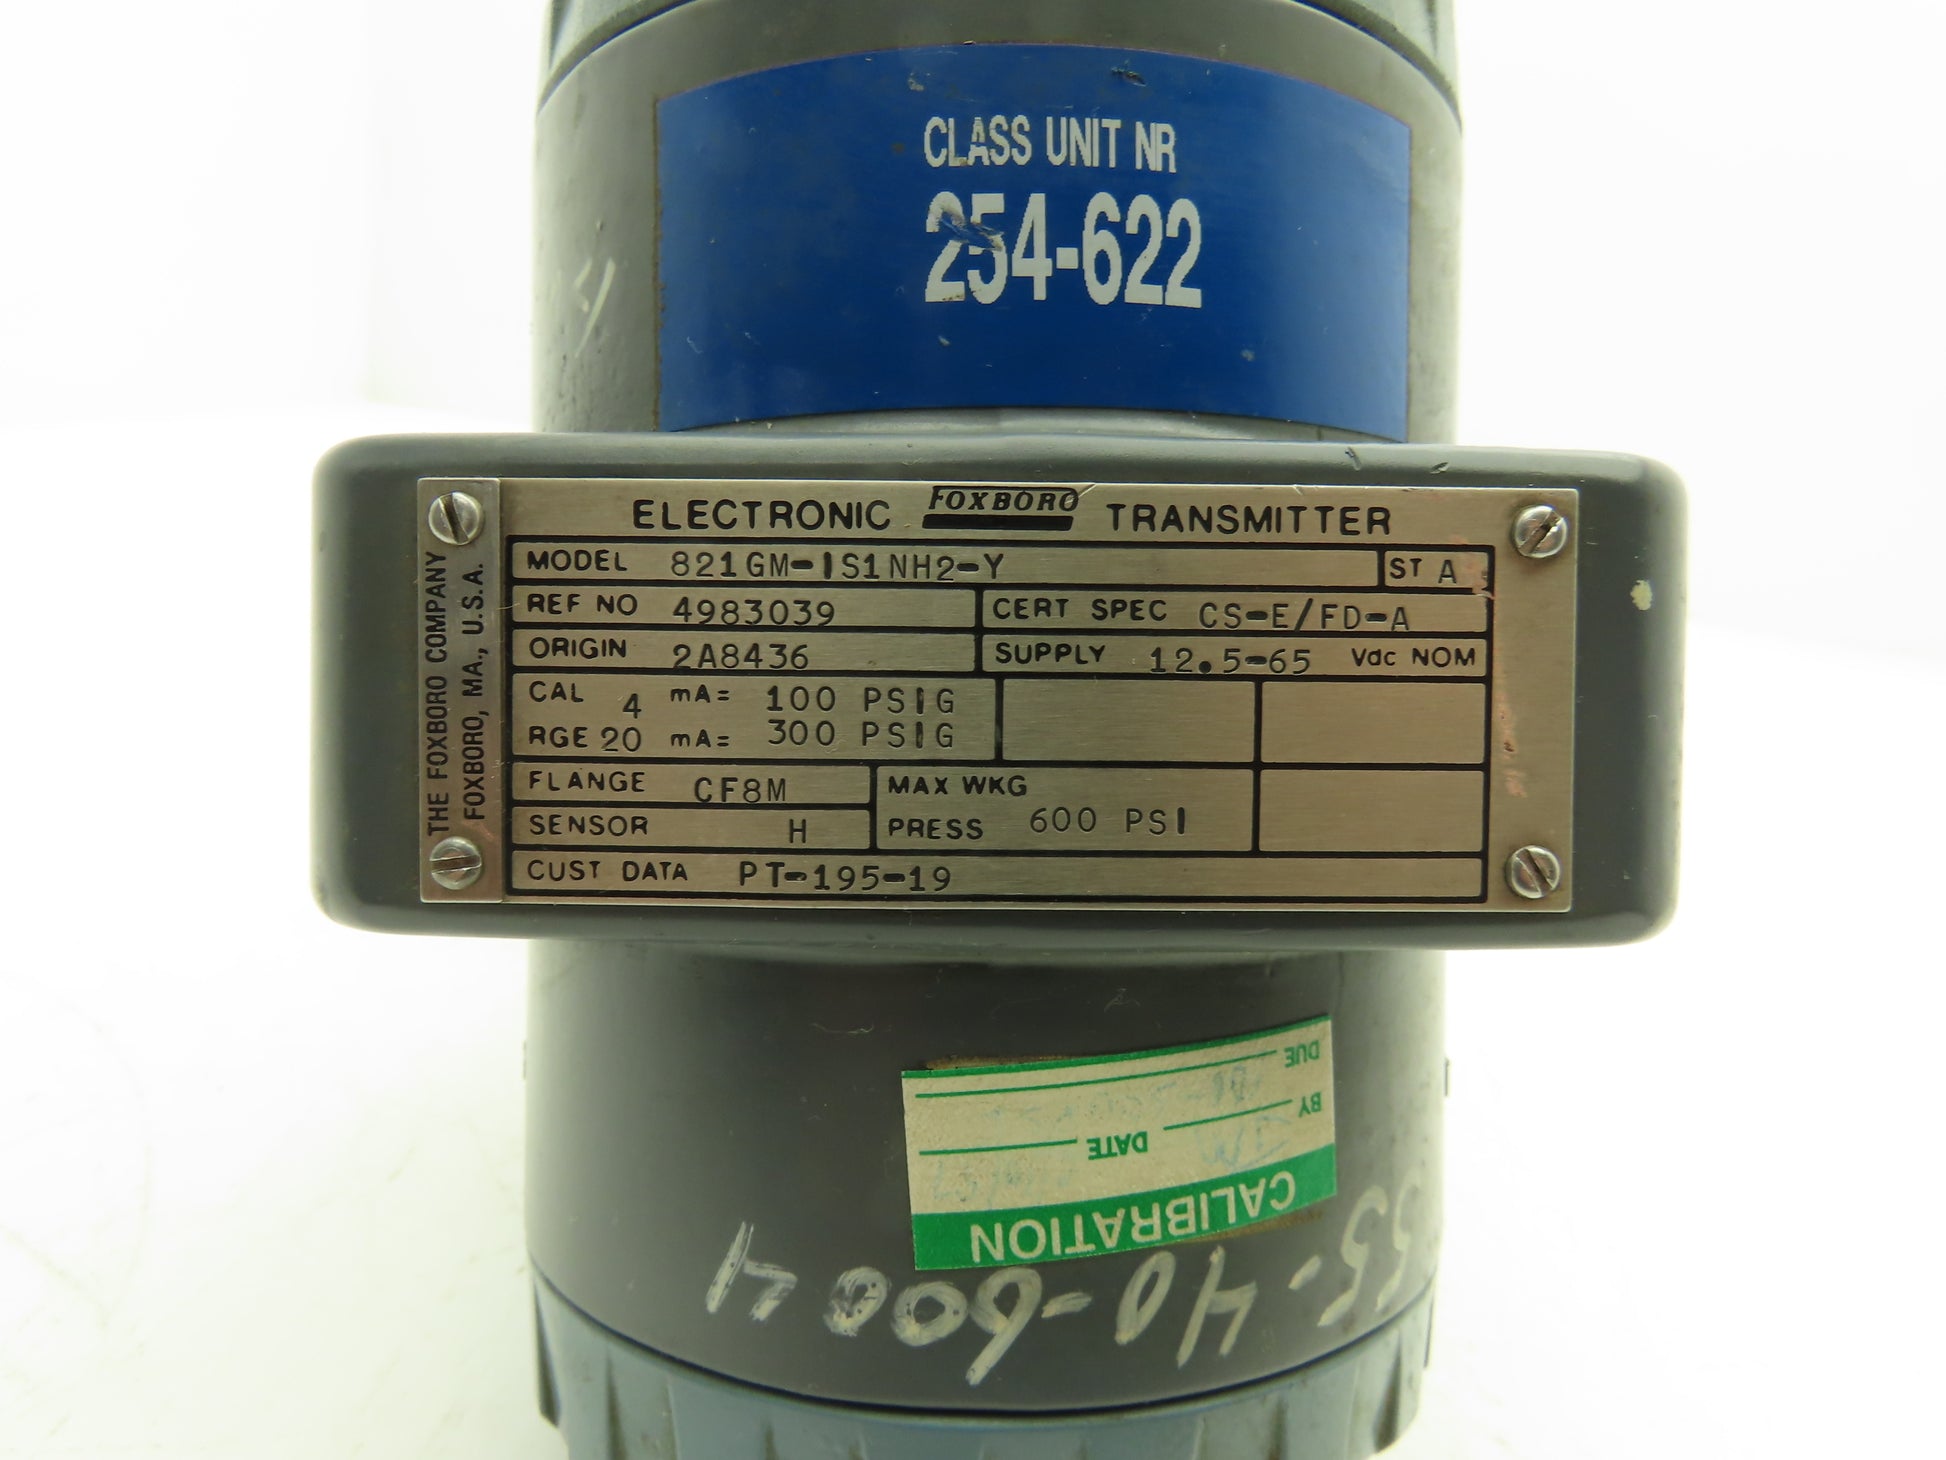 CLASS UNIT NR
254-622
ELECTRONIC FOXBORO TRANSMITTER
THE FOXBORO COMPANY
FOXBORO, MA., U.S.A.
MODEL 821GM-IS1NH2-Y ST A
REF NO 4983039 CERT SPEC CS-E/FD-A
ORIGIN 2A8436 SUPPLY 12.5-65 Vdc NOM
CAL 4 mA= 100 PSIG
RGE 20 mA= 300 PSIG
FLANGE CF8M MAX WKG
SENSOR H PRESS 600 PSI
CUST DATA PT-195-19
CALIBRATION
DATE
BY
DUE
55-40-6004